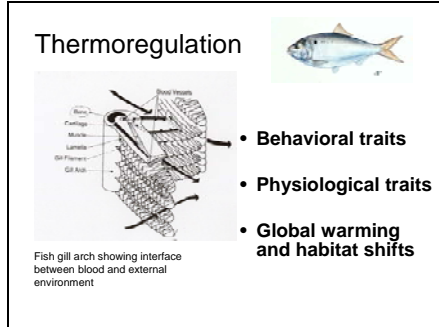 Thermoregulation
Blood Vessels
Bone
Cartilage
Muscle
Lamella
Gill Filament
Gill Arch
• Behavioral traits
• Physiological traits
• Global warming
and habitat shifts
Fish gill arch showing interface
between blood and external
environment